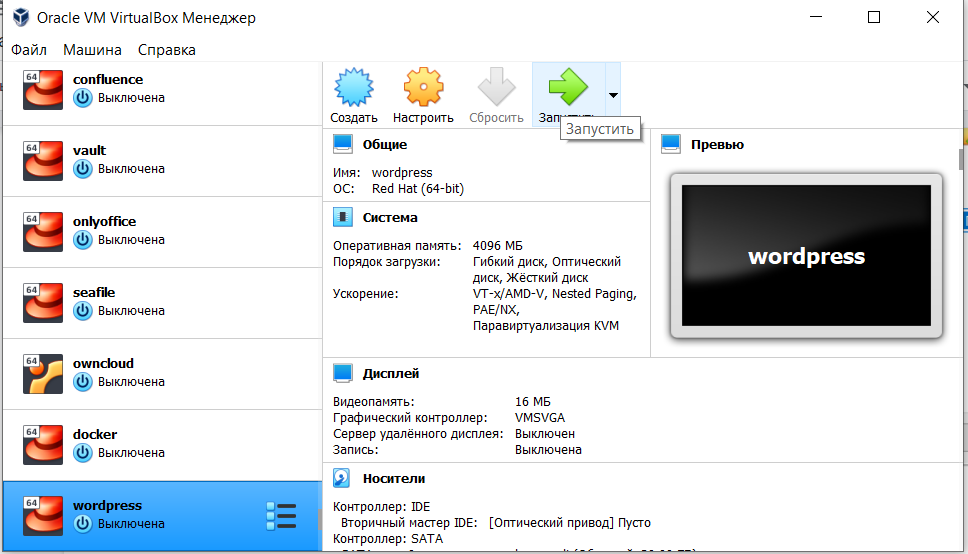 Oracle VM VirtualBox Менеджер
Файл Машина Справка
64
confluence
Выключена
64
vault
Выключена
64
onlyoffice
Выключена
64
seafile
Выключена
64
owncloud
Выключена
64
docker
Выключена
64
wordpress
Выключена
Создать Настроить Сбросить
Запустить
Общие
Имя: wordpress
ОС: Red Hat (64-bit)
Система
Оперативная память: 4096 МБ
Порядок загрузки: Гибкий диск, Оптический
диск, Жёсткий диск
Ускорение: VT-x/AMD-V, Nested Paging,
PAE/NX,
Паравиртуализация KVM
Превью
wordpress
Дисплей
Видеопамять: 16 МБ
Графический контроллер: VMSVGA
Сервер удалённого дисплея: Выключен
Запись: Выключена
Носители
Контроллер: IDE
Вторичный мастер IDE: [Оптический привод] Пусто
Контроллер: SATA